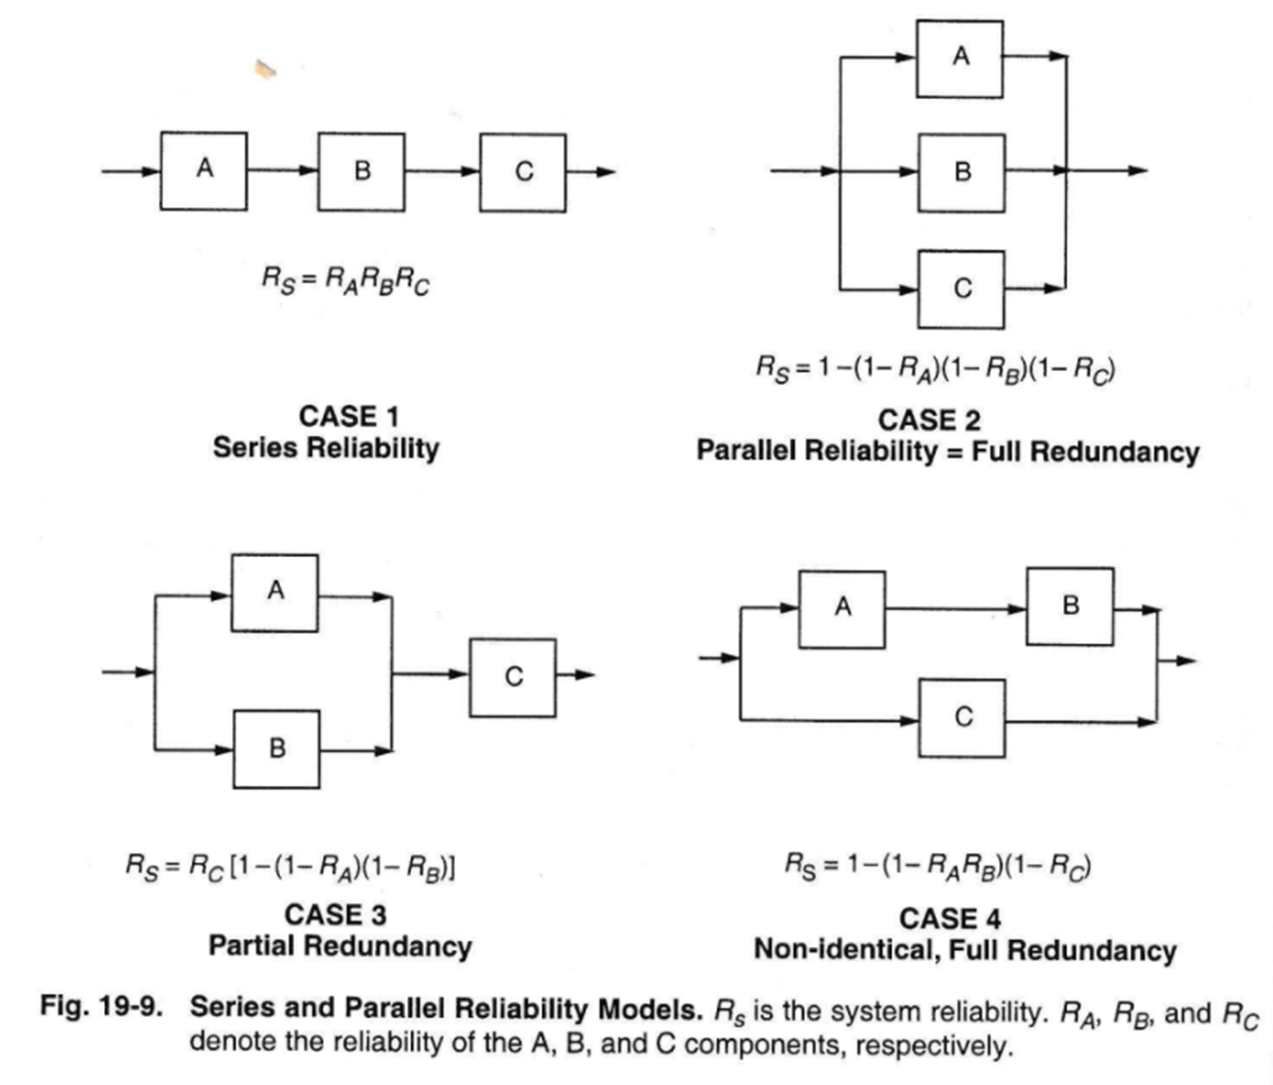 A B C
R_S = R_A R_B R_C
CASE 1
Series Reliability
A
B
C
R_S = 1–(1– R_A)(1– R_B)(1– R_C)
CASE 2
Parallel Reliability = Full Redundancy
A
B
C
R_S = R_C [1–(1– R_A)(1– R_B)]
CASE 3
Partial Redundancy
A B
C
R_S = 1–(1– R_A R_B)(1– R_C)
CASE 4
Non-identical, Full Redundancy
Fig. 19-9. Series and Parallel Reliability Models. R_s is the system reliability. R_A, R_B, and R_C
denote the reliability of the A, B, and C components, respectively.